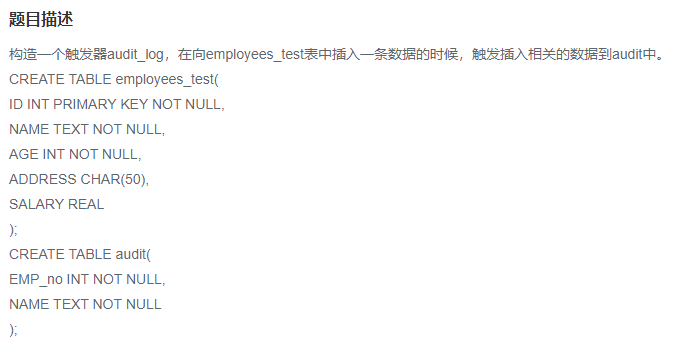 题目描述
构造一个触发器audit_log，在向employees_test表中插入一条数据的时候，触发插入相关的数据到audit中。
CREATE TABLE employees_test(
ID INT PRIMARY KEY NOT NULL,
NAME TEXT NOT NULL,
AGE INT NOT NULL,
ADDRESS CHAR(50),
SALARY REAL
);
CREATE TABLE audit(
EMP_no INT NOT NULL,
NAME TEXT NOT NULL
);